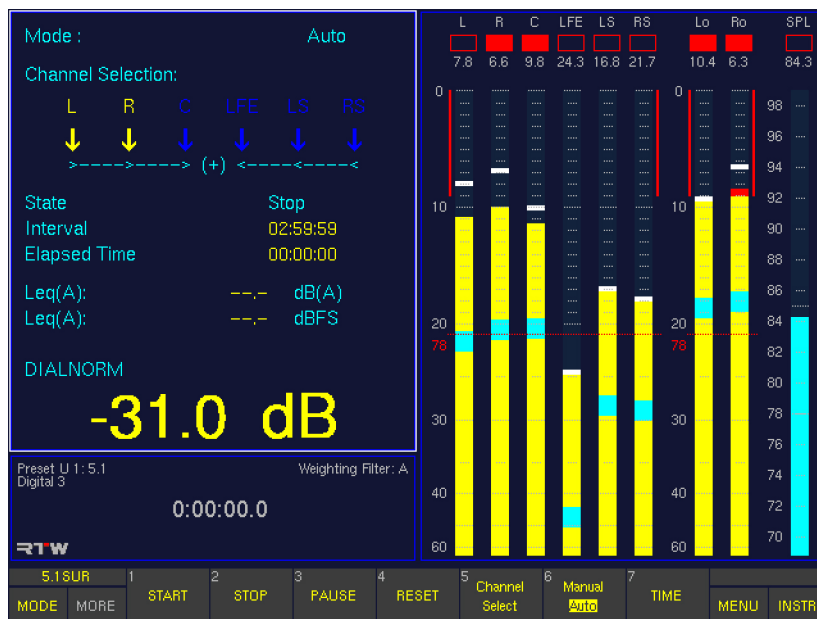 Mode : Auto
Channel Selection:
L R C LFE LS RS
>---->----> (+) <----<----<
State Stop
Interval 02:59:59
Elapsed Time 00:00:00
Leq(A): --.- dB(A)
Leq(A): --.- dBFS
DIALNORM
-31.0 dB
Preset U 1: 5.1 Weighting Filter: A
Digital 3
0:00:00.0
RTW
L R C LFE LS RS Lo Ro SPL
7.8 6.6 9.8 24.3 16.8 21.7 10.4 6.3 84.3
0 0
98
96
94
10 10 92
90
88
86
20 20 84
78 78
82
80
30 30 78
76
74
40 40
72
70
60 60
5.1SUR 1 2 3 4 5 6 7
START STOP PAUSE RESET Channel Select Manual Auto TIME
MODE MORE MENU INSTR